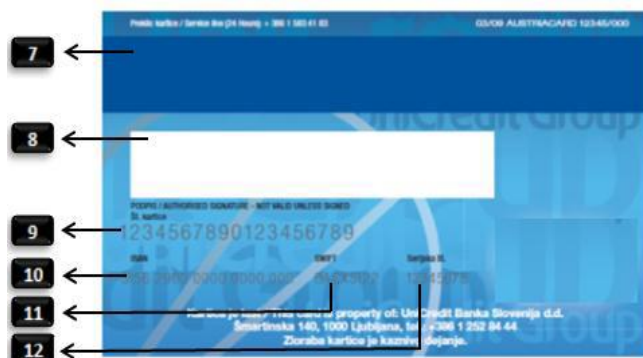 Preklic kartice / Service line (24 hours): + 386 1 583 41 83 03/09 AUSTRIACARD 12345/000
7
UniCredit Group
8
PODPIS / AUTHORISED SIGNATURE - NOT VALID UNLESS SIGNED
Št. kartice
9
1234567890123456789
IBAN SWIFT Serijska št.
10
12345678
11
Kartica je last / This card is property of: UniCredit Banka Slovenija d.d.
Šmartinska 140, 1000 Ljubljana, tel.: +386 1 252 84 44
Zloraba kartice je kaznivo dejanje.
12